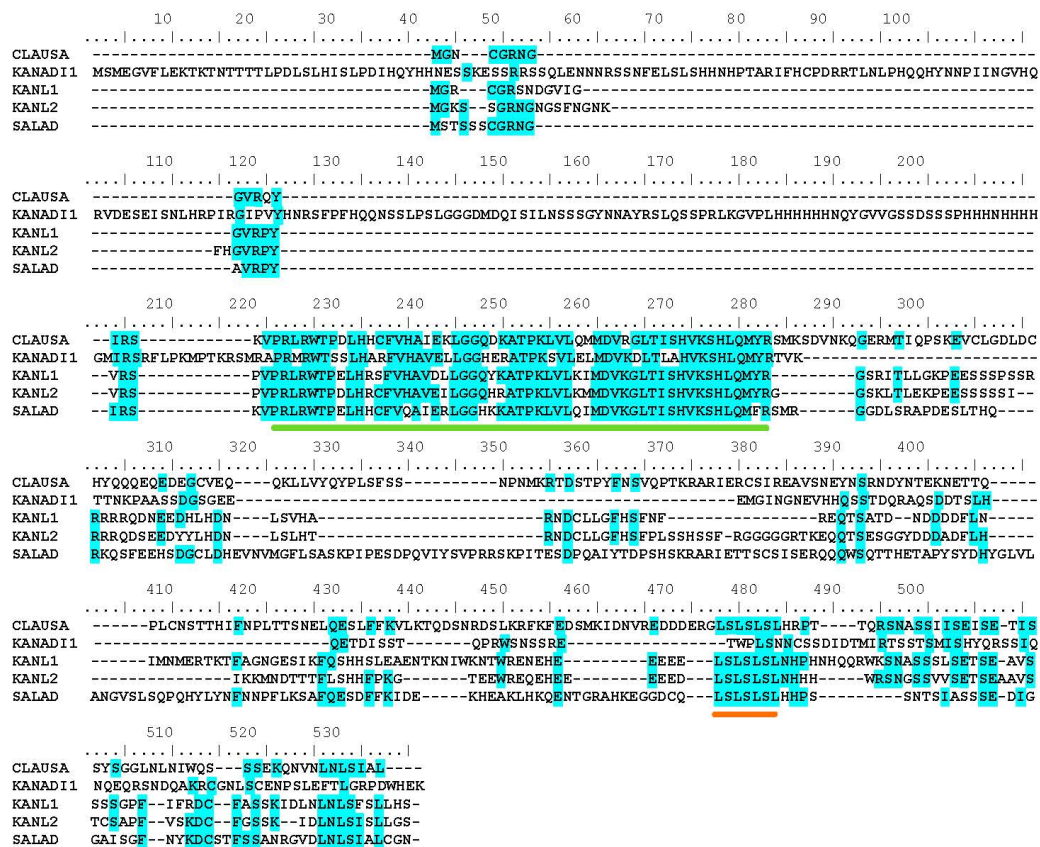 10 20 30 40 50 60 70 80 90 100
CLAUSA ------------------------------------------MGN-----CGRNG----------------------------------------------------------------
KANADI1 MSMEGVFLEKTKTNTTTTLPDLSLHISLPDIHQYHHNESSKESSRRSSQLENNNRSSNFELSLSHHNHPTARIFHCPDRRTLNLPHQQHYNNPIINGVHQ
KANL1 ------------------------------------MGR----CGRSNDGVIG----------------------------------------------------------
KANL2 ------------------------------------MGKS--SGRNGNGSFNGNK-------------------------------------------------------
SALAD ------------------------------------MSTSSSCGRNG----------------------------------------------------------------
110 120 130 140 150 160 170 180 190 200
CLAUSA ---------------GVRQY--------------------------------------------------------------------------------
KANADI1 RVDESEISNLHRPIRGIPVYHNRSFPFHQQNSSLPSLGGGDMDQISILNSSSGYNNAYRSLQSSPRLKGVPLHHHHHHNQYGVVGSSDSSSPHHHNHHHH
KANL1 ---------------GVRPY--------------------------------------------------------------------------------
KANL2 -------------FHGVRPY--------------------------------------------------------------------------------
SALAD ---------------AVRPY--------------------------------------------------------------------------------
210 220 230 240 250 260 270 280 290 300
CLAUSA --IRS------------KVPRLRWTPDLHHCFVHAIEKLGGQDKATPKLVLQMMDVRGLTISHVKSHLQMYRSMKSDVNKQGERMTIQPSKEVCLGDLDC
KANADI1 GMIRSRFLPKMPTKRSMRAPRMRWTSSLHARFVHAVELLGGHERATPKSVLELMDVKDLTLAHVKSHLQMYRTVK-------------------------
KANL1 --VRS-------------PVPRLRWTPELHRSFVHAVDLLGGQYKATPKLVLKIMDVKGLTISHVKSHLQMYR---------GSRITLLGKPEESSSPSSR
KANL2 --VRS-------------PVPRLRWTPDLHRCFVHAVEILGGQHRATPKLVLKMMDVKGLTISHVKSHLQMYRG--------GSKLTLEKPEESSSSSI--
SALAD --IRS------------KVPRLRWTPELHHCFVQAIERLGGHKKATPKLVLQIMDVKGLTISHVKSHLQMFRSMR-------GGDLSRAPDESLTHQ----
310 320 330 340 350 360 370 380 390 400
CLAUSA HYQQQEQEDEGCVEQ----QKLLVYQYPLSFSS----------NPNMKRTDSTPYFNSVQPTKRARIERCSIREAVSNEYNSRNDYNTEKNETTQ-----
KANADI1 TTNKPAASSDGSGEE-----------------------------------------------------EMGINGNEVHHQSSTDQRAQSDDTSLH-----
KANL1 RRRRQDNEEDHLHDN----LSVHA------------------------RNDCLLGFHSFNF----------------REQTSATD--NDDDDFLN-----
KANL2 RRRRQDSEEDYYLHDN---LSLHT------------------------RNDCLLGFHSFPLSSHSSF-RGGGGGRTKEQQTSESGGYDDDADFLH-----
SALAD RKQSFEEHSDGCLDHEVNVMGFLSASKPIPESDPQVIYSVPRRSKPITESDPQAIYTDPSHSKRARIETTSCSISERQQQWSQTTHETAPYSYDHYGLVL
410 420 430 440 450 460 470 480 490 500
CLAUSA ------PLCNSTTHIFNPLTTSNELQESLFFKVLKTQDSNRDSLKRFKFEDSMKIDNVREDDDERGLSLSLSLHRPT-----TQRSNASSIISEISE-TIS
KANADI1 --------------------------QETDISST--------QPRWSNSSRE-----------------TWPLSNNCSSDIDTMIRTSSTSMISHYQRSSIQ
KANL1 ------IMNMERTKTFAGNGESIKFQSHHSLEAENTKNIWKNTWRENEHE---------EEEE---LSLSLSLNHPHNHQQRWKSNASSSLSETSE-AVS
KANL2 ------IKKMNDTTTTFLSHHFPKG-------TEEWREQEHEE---------EEED---LSLSLSLNHHH-----WRSNGSSVVSETSEAAVS
SALAD ANGVSLSQPQHYLYNFNNPFLKSAFQESDFFKIDE------KHEAKLHKQENTGRAHKEGGDCQ--LSLSLSLHHPS----------SNTSIASSSE-DIG
510 520 530
CLAUSA SYSGGLNLNIWQS---SSEKQNVNLNLSIAL----
KANADI1 NQEQRSNDQAKRCGNLSCENPSLEFTLGRPDWHEK
KANL1 SSSGPF--IFRDC--FASSKIDLNLNLSFSLLHS-
KANL2 TCSAPF--VSKDC--FGSSK--IDLNLSISLLGS-
SALAD GAISGF--NYKDCSTFSSANRGVDLNLSIALCGN-